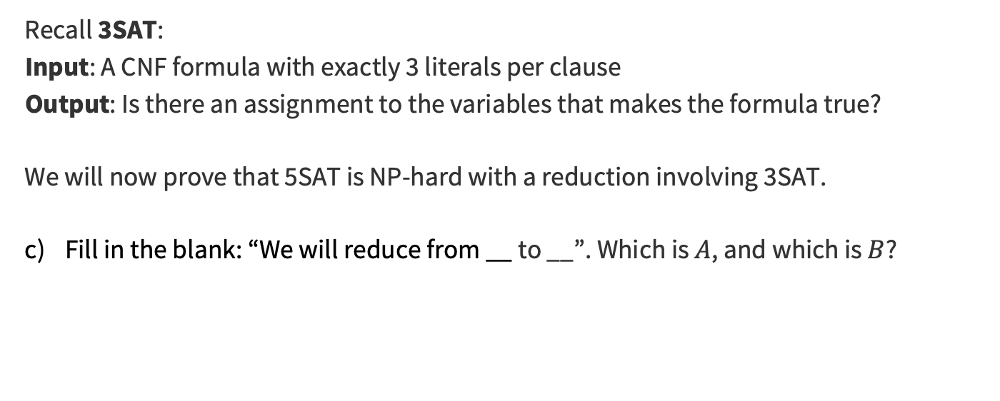 Recall 3SAT:
Input: A CNF formula with exactly 3 literals per clause
Output: Is there an assignment to the variables that makes the formula true?
We will now prove that 5SAT is NP-hard with a reduction involving 3SAT.
c) Fill in the blank: “We will reduce from __ to __”. Which is A, and which is B?